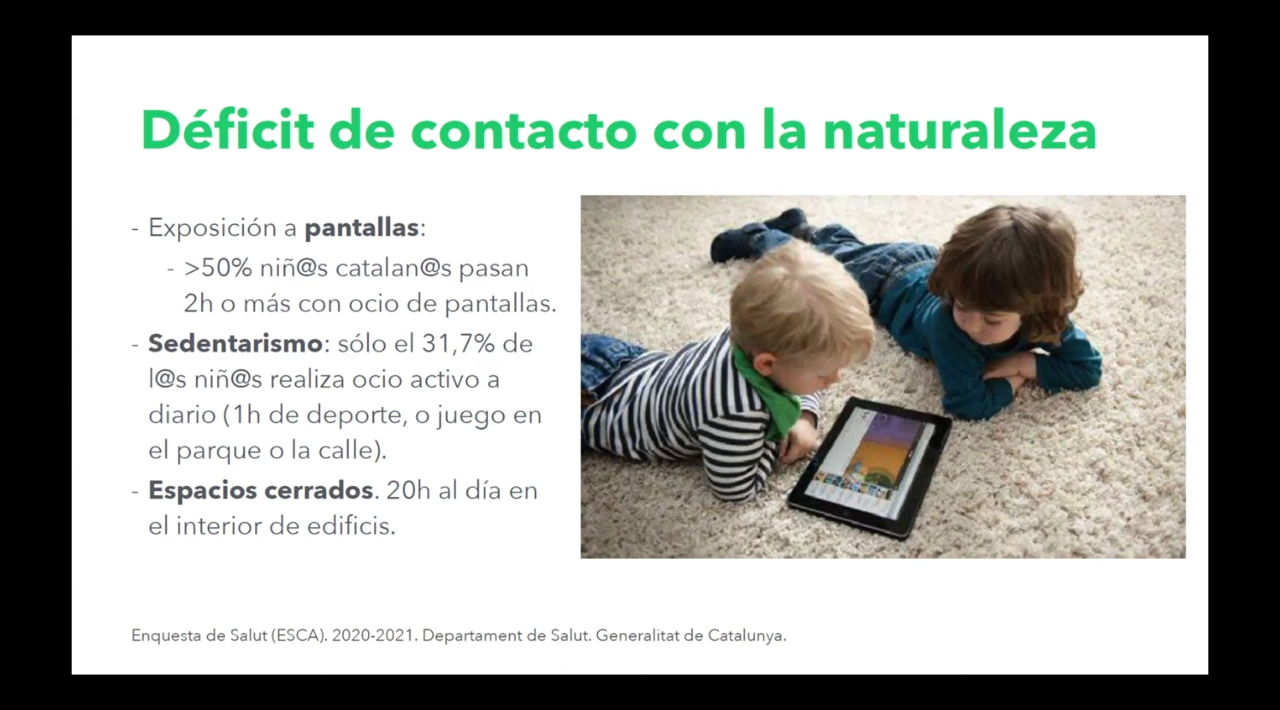 Déficit de contacto con la naturaleza
- Exposición a pantallas:
- >50% niñ@s catalan@s pasan
2h o más con ocio de pantallas.
- Sedentarismo: sólo el 31,7% de
l@s niñ@s realiza ocio activo a
diario (1h de deporte, o juego en
el parque o la calle).
- Espacios cerrados. 20h al día en
el interior de edificis.
Enquesta de Salut (ESCA). 2020-2021. Departament de Salut. Generalitat de Catalunya.